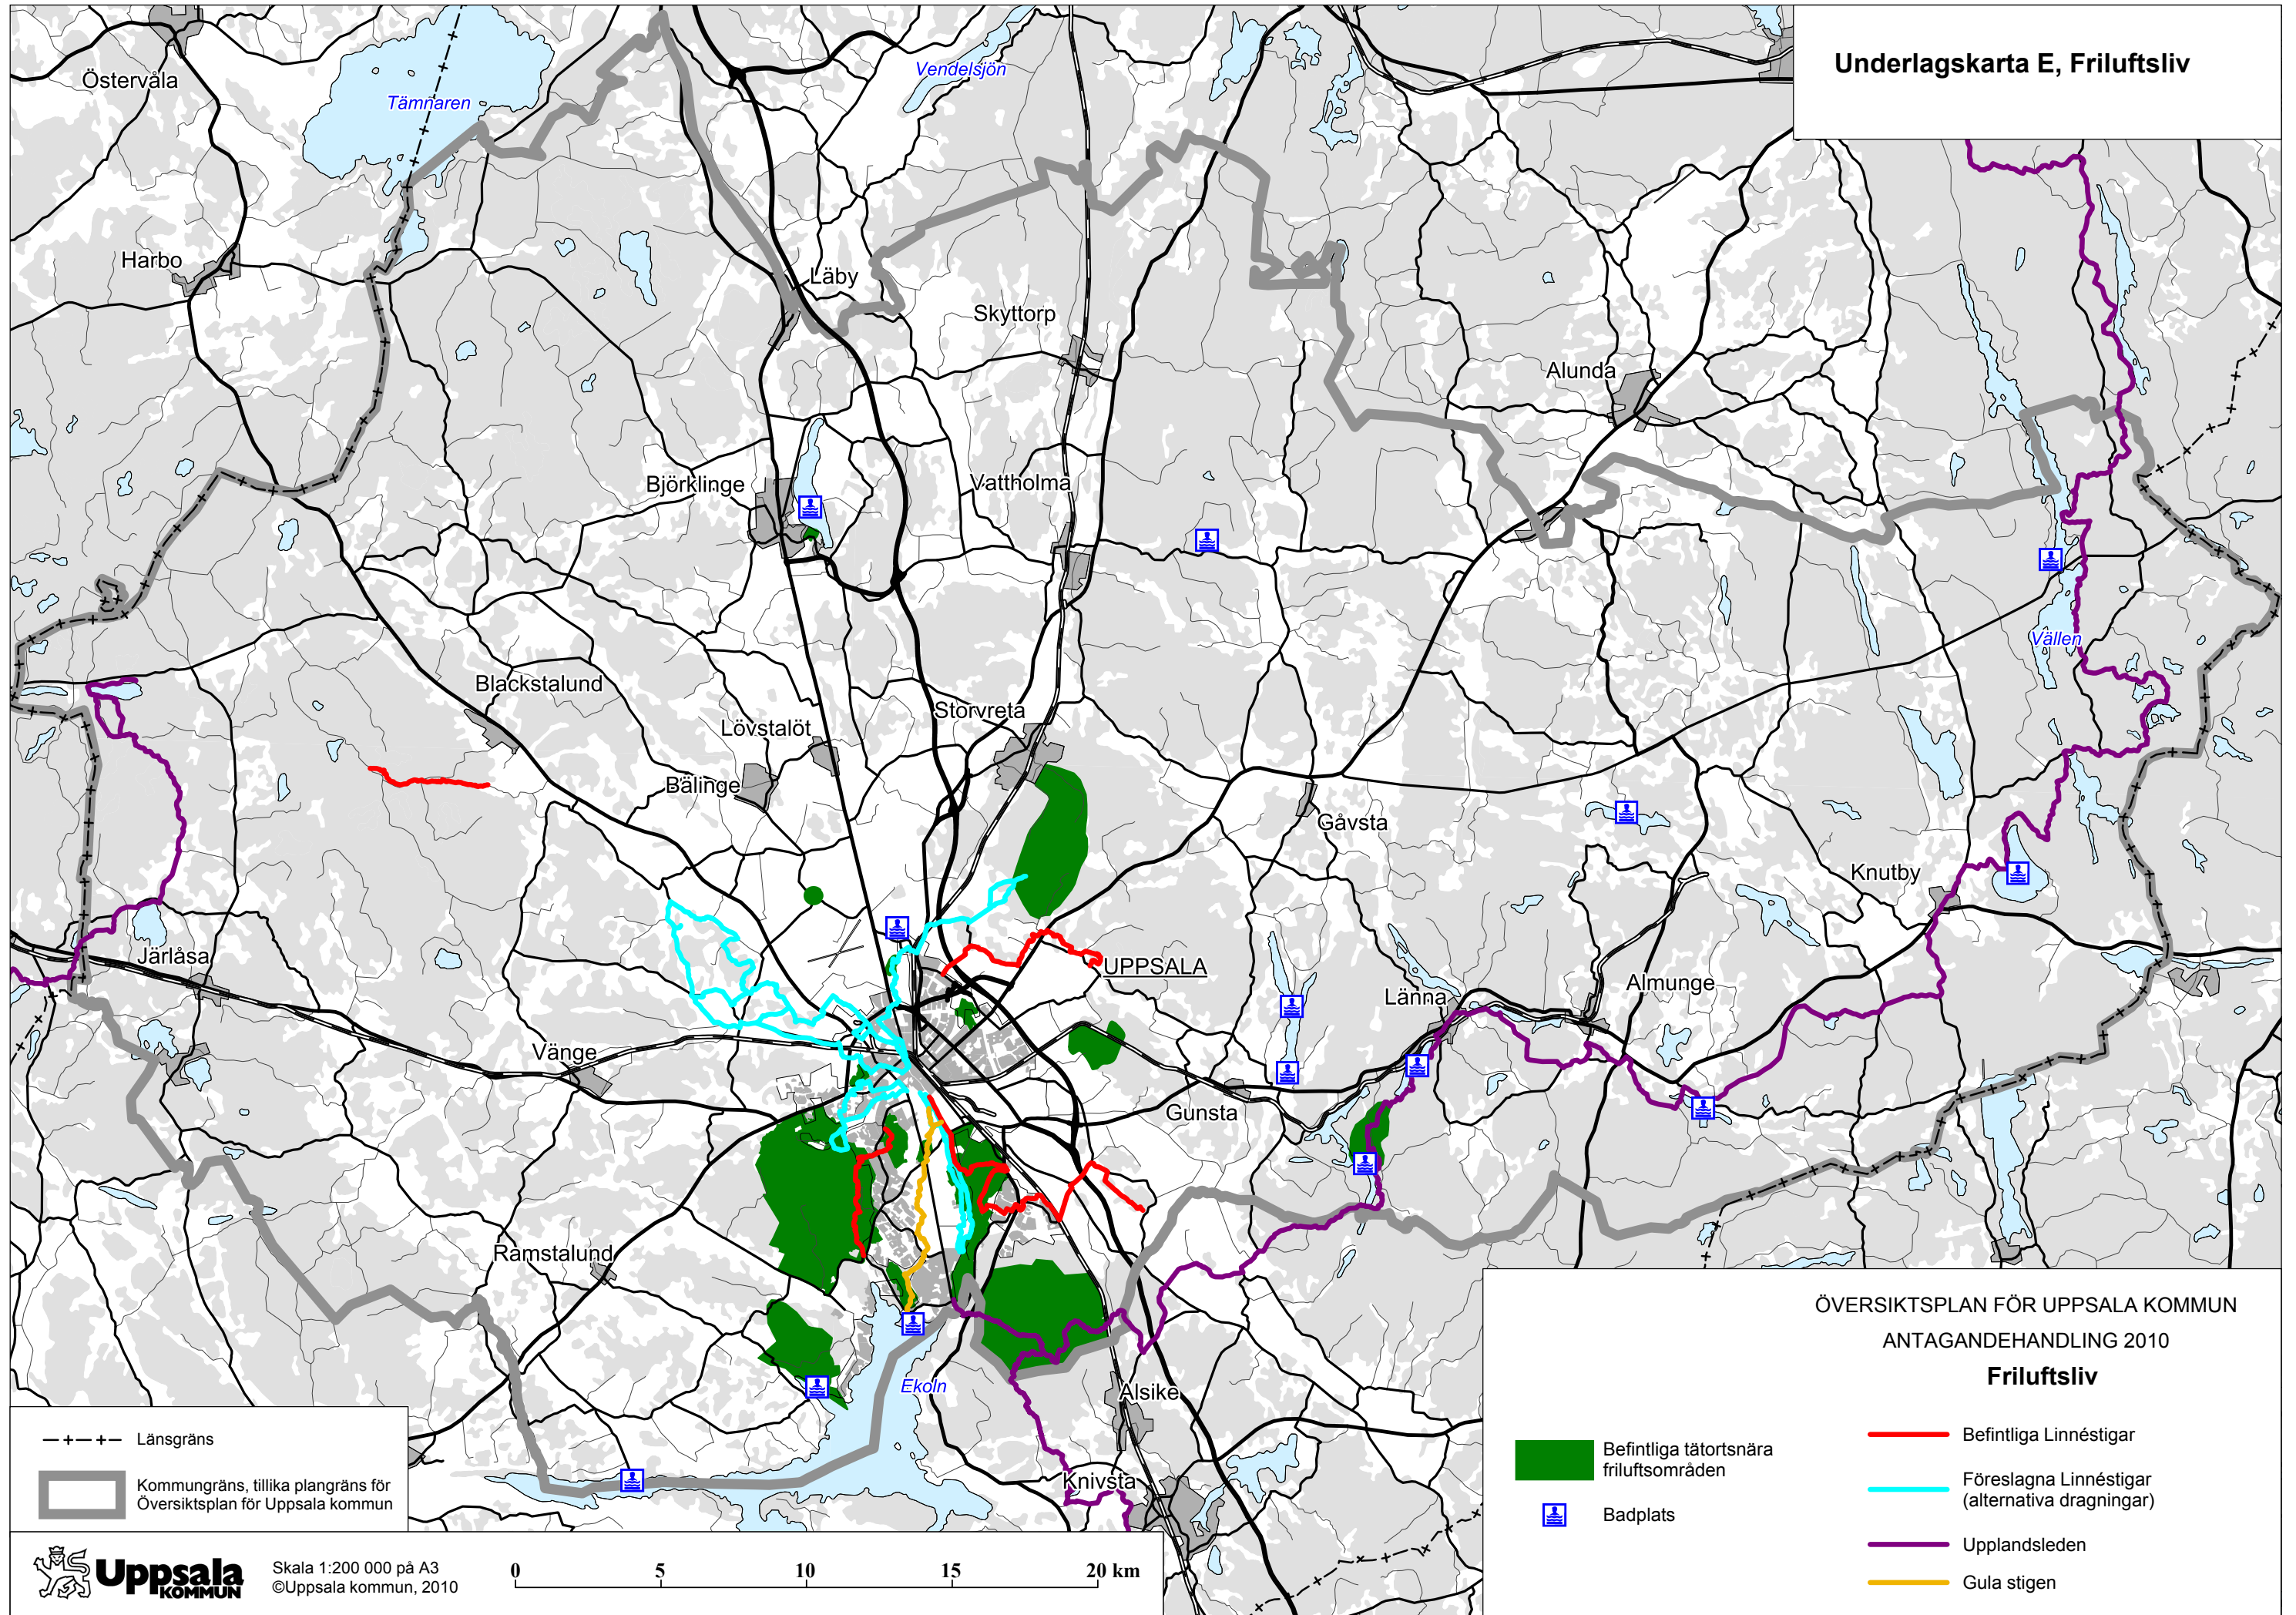 Underlagskarta E, Friluftsliv
Östervåla
Tämnaren
Vendelsjön
Harbo
Läby
Skyttorp
Alunda
Björklinge
Vattholma
Vällen
Blackstalund
Storvreta
Lövstalöt
Bälinge
Gåvsta
Knutby
Järlåsa
UPPSALA
Länna
Almunge
Vänge
Gunsta
Ramstalund
Ekoln
Alsike
Knivsta
Länsgräns
Kommungräns, tillika plangräns för
Översiktsplan för Uppsala kommun
Uppsala
KOMMUN
Skala 1:200 000 på A3
©Uppsala kommun, 2010
0 5 10 15 20 km
ÖVERSIKTSPLAN FÖR UPPSALA KOMMUN
ANTAGANDEHANDLING 2010
Friluftsliv
Befintliga tätortsnära
friluftsområden
Badplats
Befintliga Linnéstigar
Föreslagna Linnéstigar
(alternativa dragningar)
Upplandsleden
Gula stigen